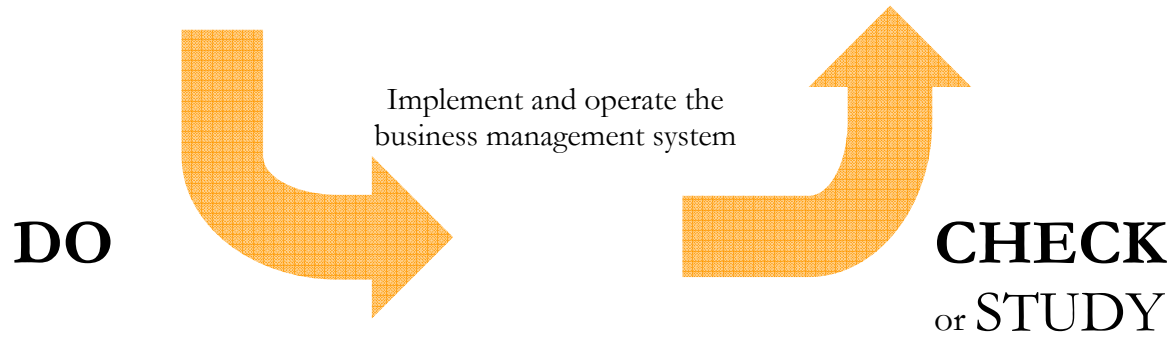 Implement and operate the
business management system
DO
CHECK
or STUDY